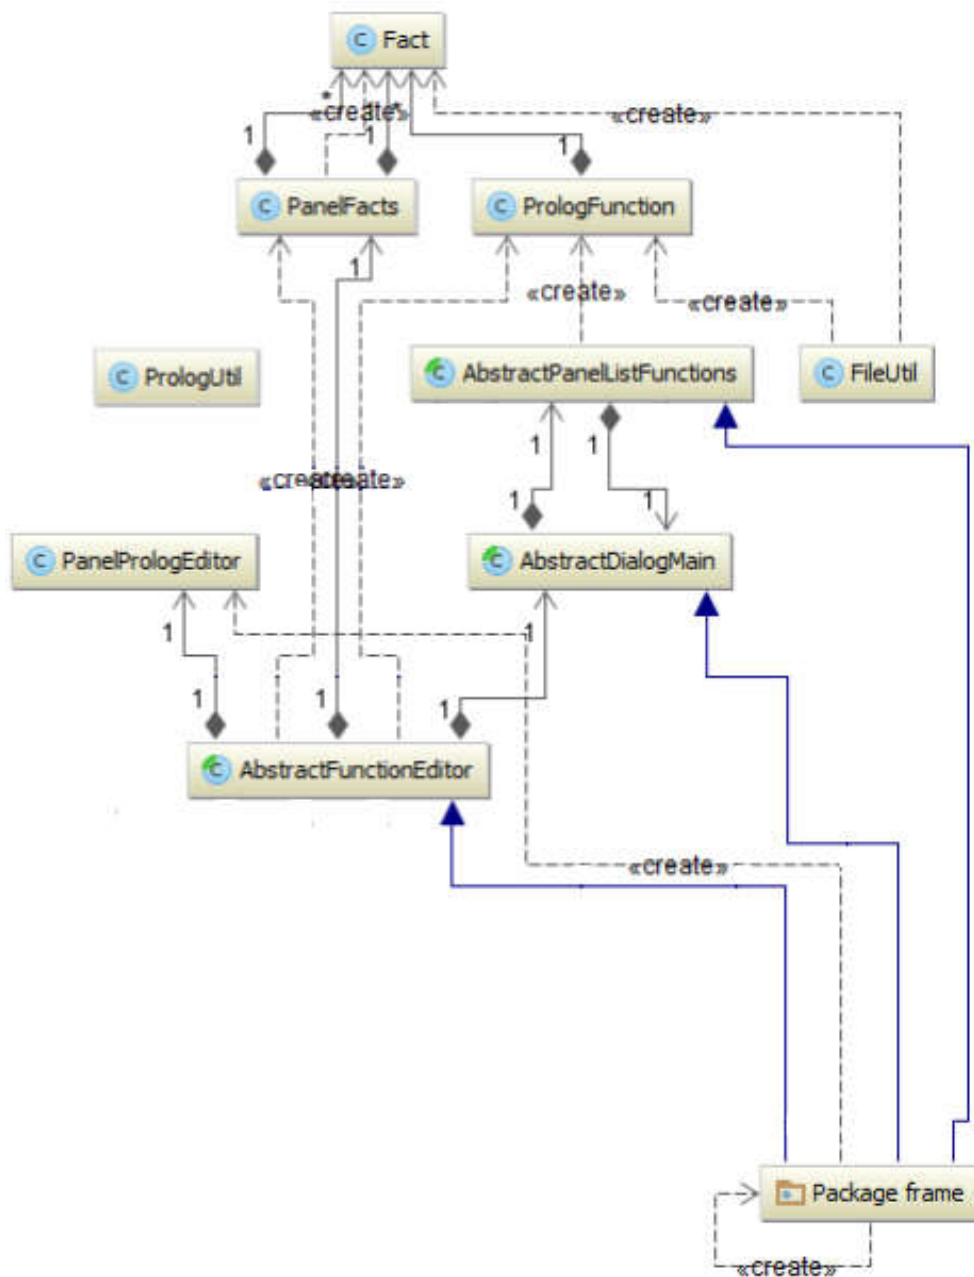 C Fact
*
«create»
*
«create»
1
1
1
C PanelFacts
C PrologFunction
1
«create»
«create»
C PrologUtil
C AbstractPanelListFunctions
C FileUtil
1
1
«create»
«create»
1
1
C PanelPrologEditor
C AbstractDialogMain
1
1
1
1
1
C AbstractFunctionEditor
«create»
Package frame
«create»